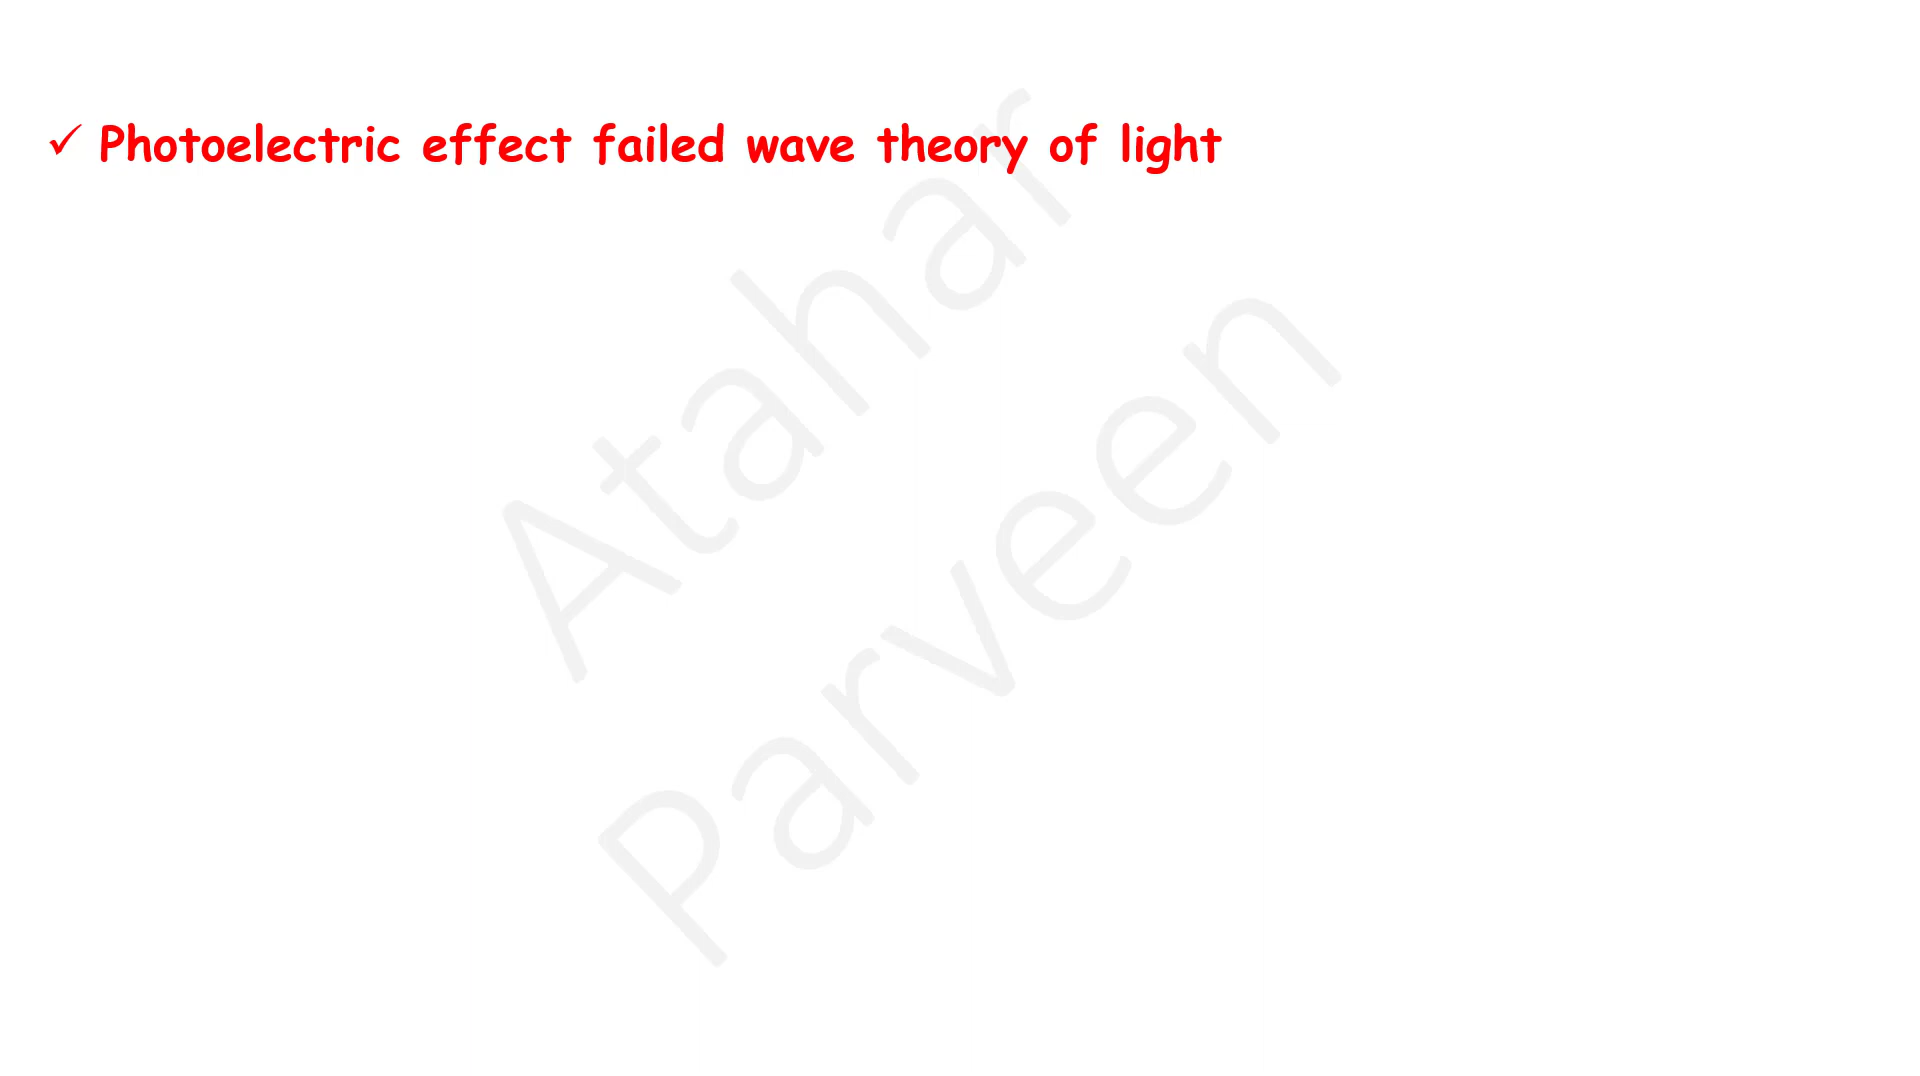 ✓ Photoelectric effect failed wave theory of light
Atahar
Parveen